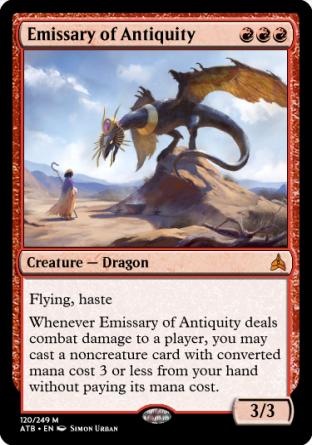 Emissary of Antiquity
Creature — Dragon
Flying, haste
Whenever Emissary of Antiquity deals
combat damage to a player, you may
cast a noncreature card with converted
mana cost 3 or less from your hand
without paying its mana cost.
3/3
120/249 M
ATB • EN Simon Urban